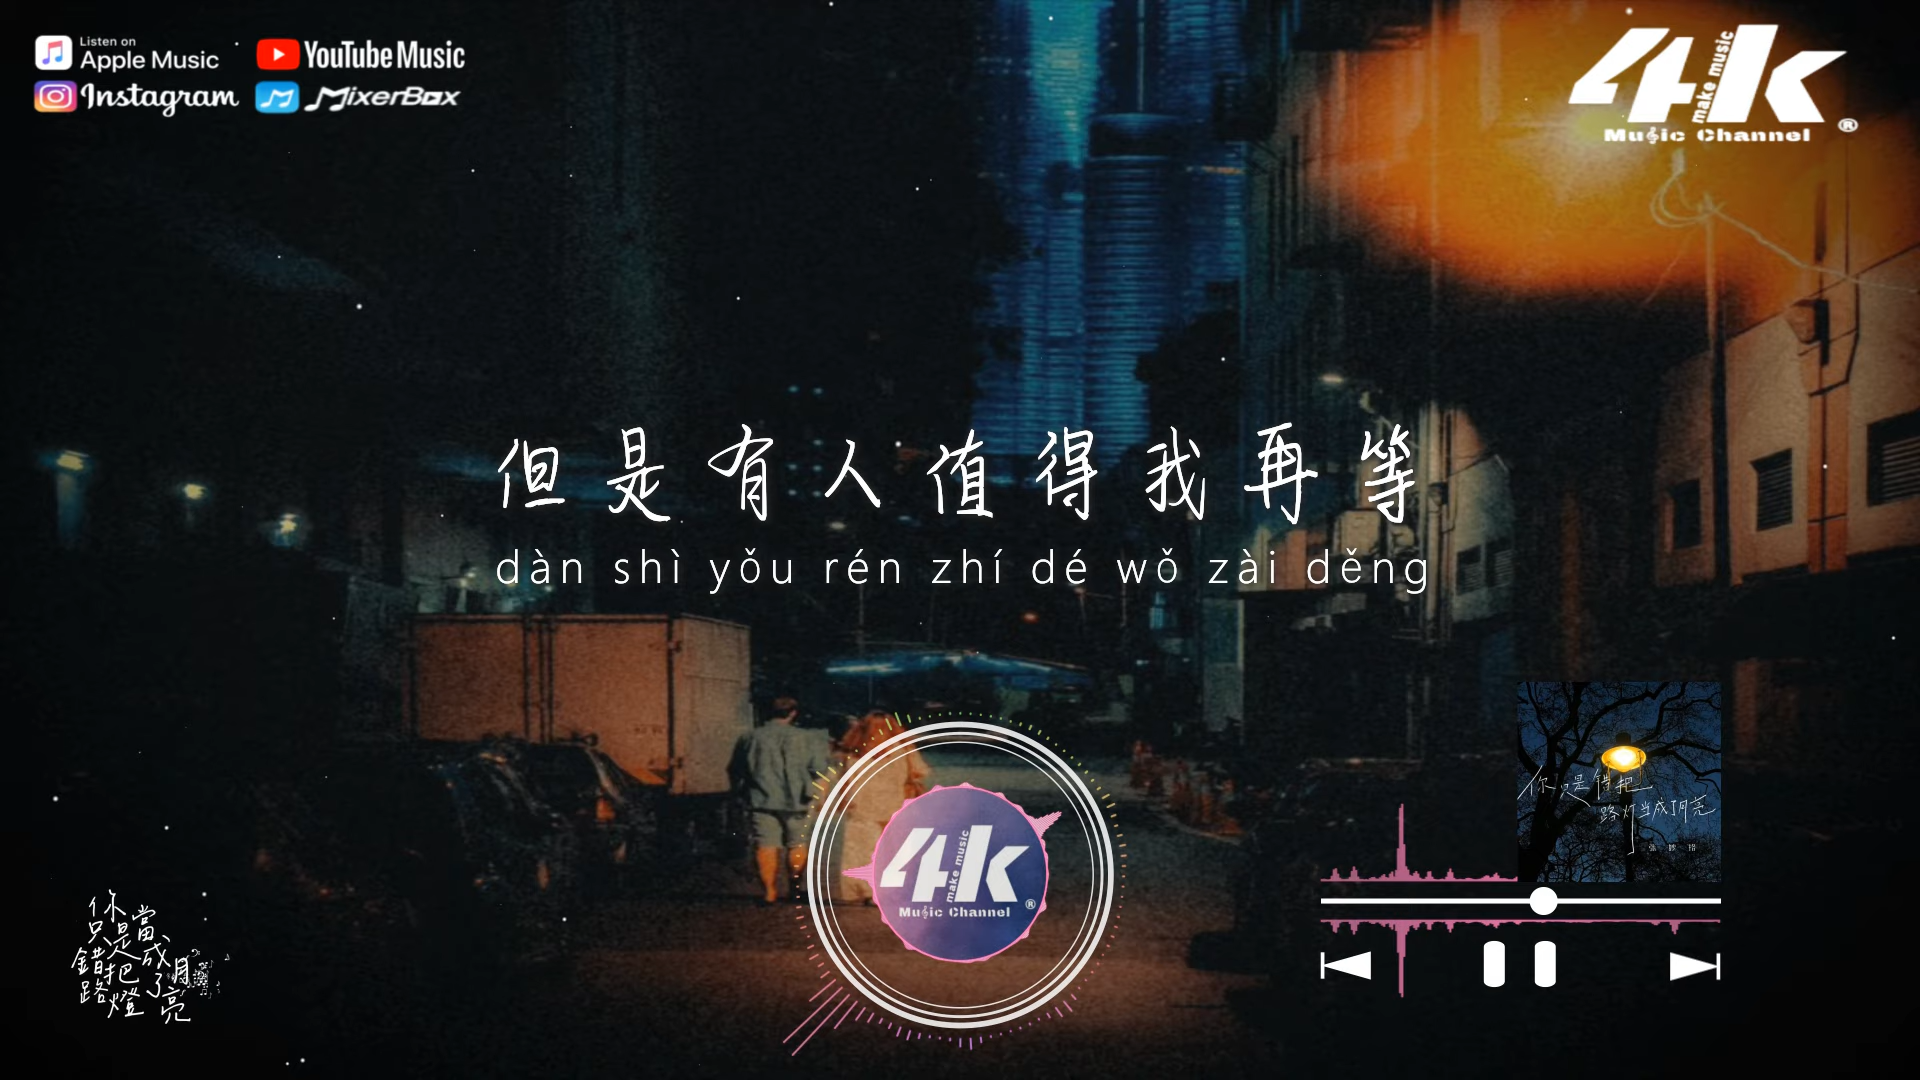 Listen on
Apple Music
YouTube Music
Instagram
MixerBox
4k
make music
Music Channel
®
但是有人值得我再等
dàn shì yǒu rén zhí dé wǒ zài děng
你只是錯把
路灯当成了月亮
4k
make music
Music Channel
®
你只是錯把路燈
當成了月亮